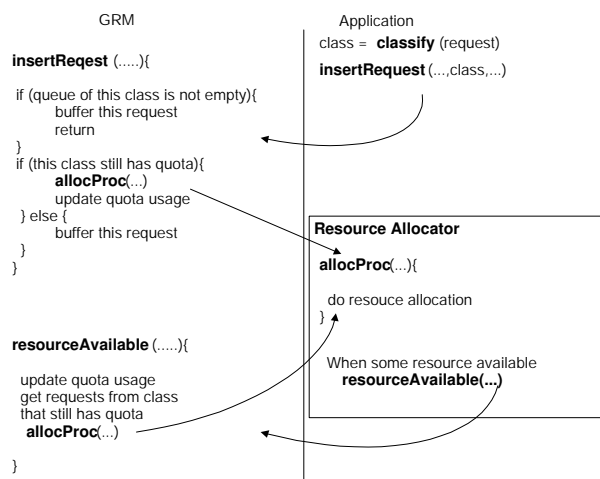 GRM
insertReqest (.....){
if (queue of this class is not empty){
buffer this request
return
}
if (this class still has quota){
allocProc(...)
update quota usage
} else {
buffer this request
}
}
resourceAvailable (.....){
update quota usage
get requests from class
that still has quota
allocProc(...)
}
Application
class = classify (request)
insertRequest (...,class,...)
Resource Allocator
allocProc(...){
do resouce allocation
}
When some resource available
resourceAvailable(...)